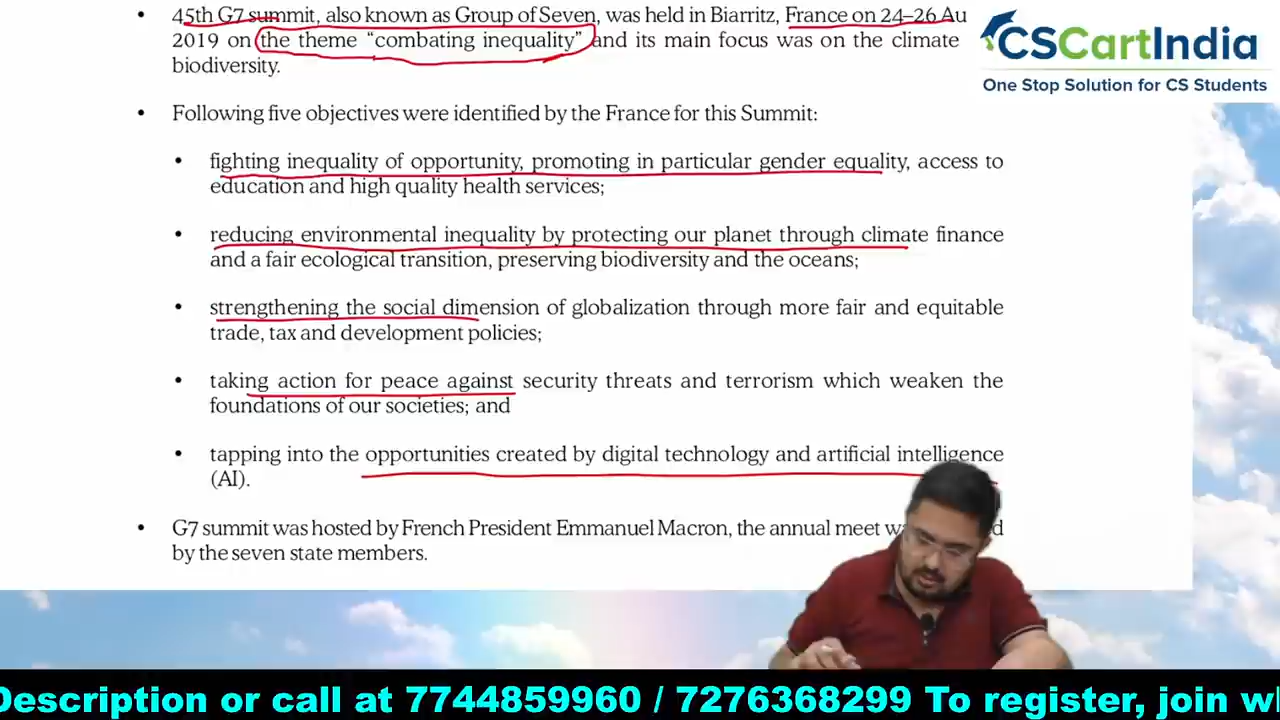 • 45th G7 summit, also known as Group of Seven, was held in Biarritz, France on 24–26 Au
2019 on the theme “combating inequality” and its main focus was on the climate
biodiversity.
CSCartIndia
One Stop Solution for CS Students
• Following five objectives were identified by the France for this Summit:
• fighting inequality of opportunity, promoting in particular gender equality, access to
education and high quality health services;
• reducing environmental inequality by protecting our planet through climate finance
and a fair ecological transition, preserving biodiversity and the oceans;
• strengthening the social dimension of globalization through more fair and equitable
trade, tax and development policies;
• taking action for peace against security threats and terrorism which weaken the
foundations of our societies; and
• tapping into the opportunities created by digital technology and artificial intelligence
(AI).
• G7 summit was hosted by French President Emmanuel Macron, the annual meet
by the seven state members.
Description or call at 7744859960 / 7276368299 To register, join